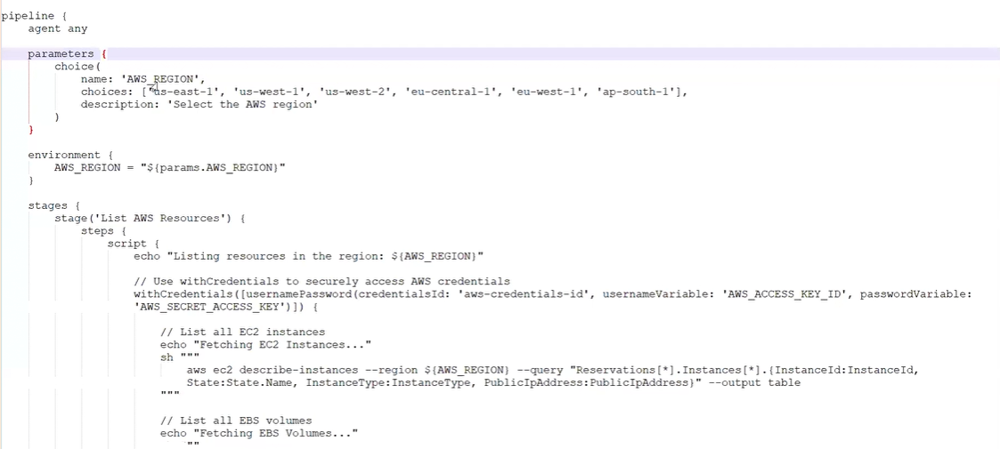 pipeline {
    agent any
    parameters {
        choice(
            name: 'AWS_REGION',
            choices: ['us-east-1', 'us-west-1', 'us-west-2', 'eu-central-1', 'eu-west-1', 'ap-south-1'],
            description: 'Select the AWS region'
        )
    }
    environment {
        AWS_REGION = "${params.AWS_REGION}"
    }
    stages {
        stage('List AWS Resources') {
            steps {
                script {
                    echo "Listing resources in the region: ${AWS_REGION}"
                    // Use withCredentials to securely access AWS credentials
                    withCredentials([usernamePassword(credentialsId: 'aws-credentials-id', usernameVariable: 'AWS_ACCESS_KEY_ID', passwordVariable:
                    'AWS_SECRET_ACCESS_KEY')]) {
                        // List all EC2 instances
                        echo "Fetching EC2 Instances..."
                        sh """
                            aws ec2 describe-instances --region ${AWS_REGION} --query "Reservations[*].Instances[*].{InstanceId:InstanceId,
                            State:State.Name, InstanceType:InstanceType, PublicIpAddress:PublicIpAddress}" --output table
                        """
                        // List all EBS volumes
                        echo "Fetching EBS Volumes..."